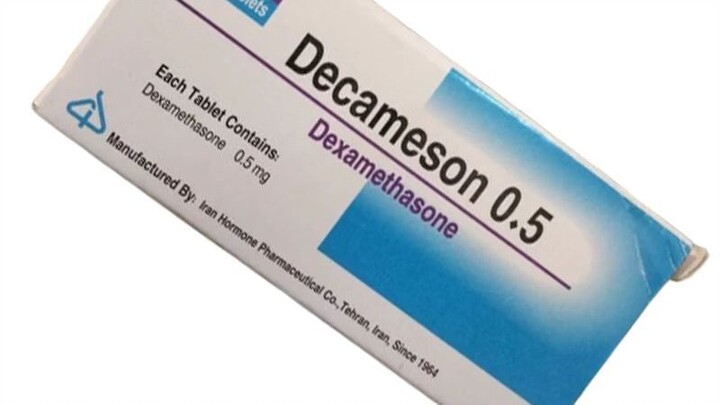 Decameson 0.5
Dexamethasone
Each Tablet Contains:
Dexamethasone 0.5 mg
Manufactured By: Iran Hormone Pharmaceutical Co.,Tehran, Iran, Since 1964